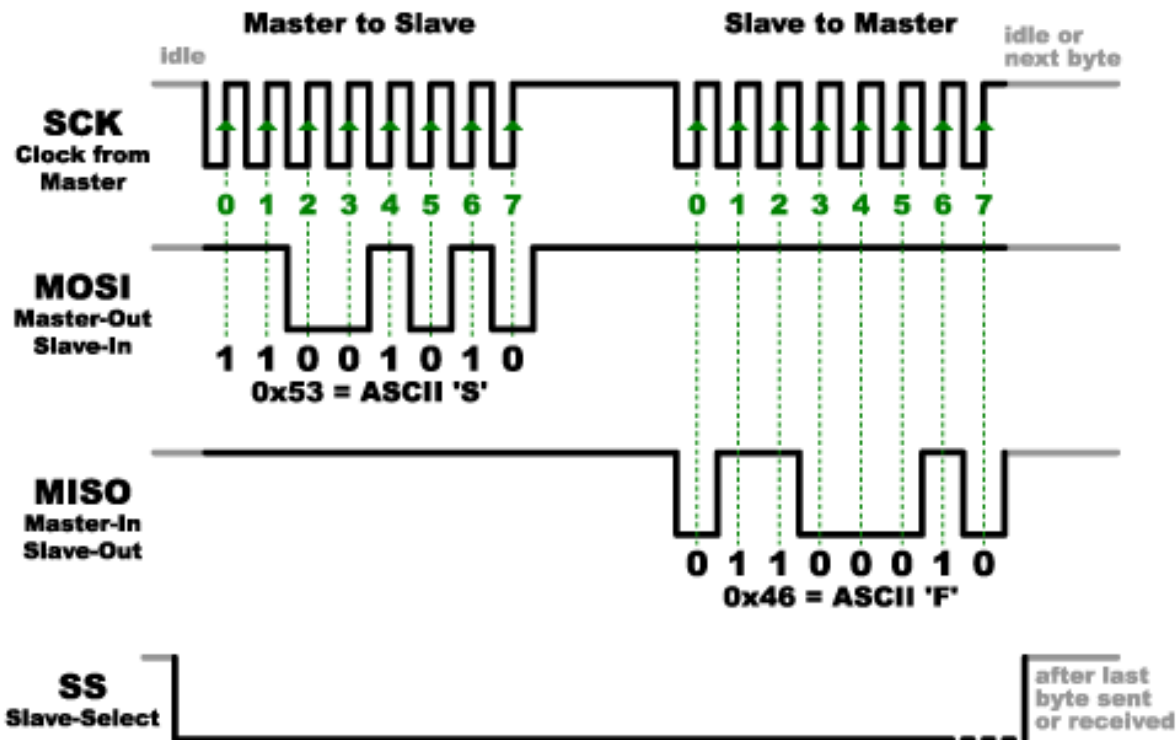 Master to Slave
Slave to Master
idle
idle or
next byte
SCK
Clock from
Master
0 1 2 3 4 5 6 7
0 1 2 3 4 5 6 7
MOSI
Master-Out
Slave-In
1 1 0 0 1 0 1 0
0x53 = ASCII 'S'
MISO
Master-In
Slave-Out
0 1 1 0 0 0 1 0
0x46 = ASCII 'F'
SS
Slave-Select
after last
byte sent
or received